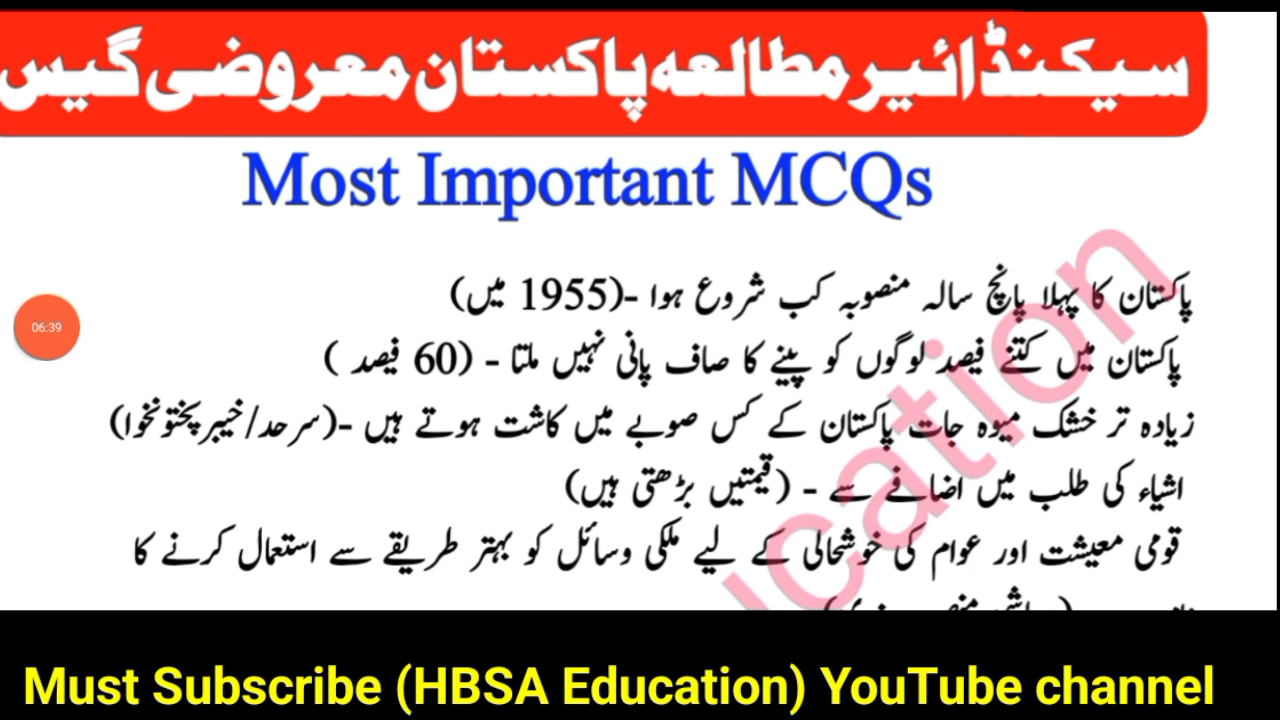 سیکنڈائیر مطالعہ پاکستان معروضی گیس
Most Important MCQs
پاکستان کا پہلا پانچ سالہ منصوبہ کب شروع ہوا -(1955 میں)
پاکستان میں کتنے فیصد لوگوں کو پینے کا صاف پانی نہیں ملتا - (60 فیصد )
زیادہ تر خشک میوہ جات پاکستان کے کس صوبے میں کاشت ہوتے ہیں -(سرحد/خیبرپختونخوا)
اشیاء کی طلب میں اضافے سے - (قیمتیں بڑھتی ہیں)
قومی معیشت اور عوام کی خوشحالی کے لیے ملکی وسائل کو بہتر طریقے سے استعمال کرنے کا
06:39
ucation
Must Subscribe (HBSA Education) YouTube channel